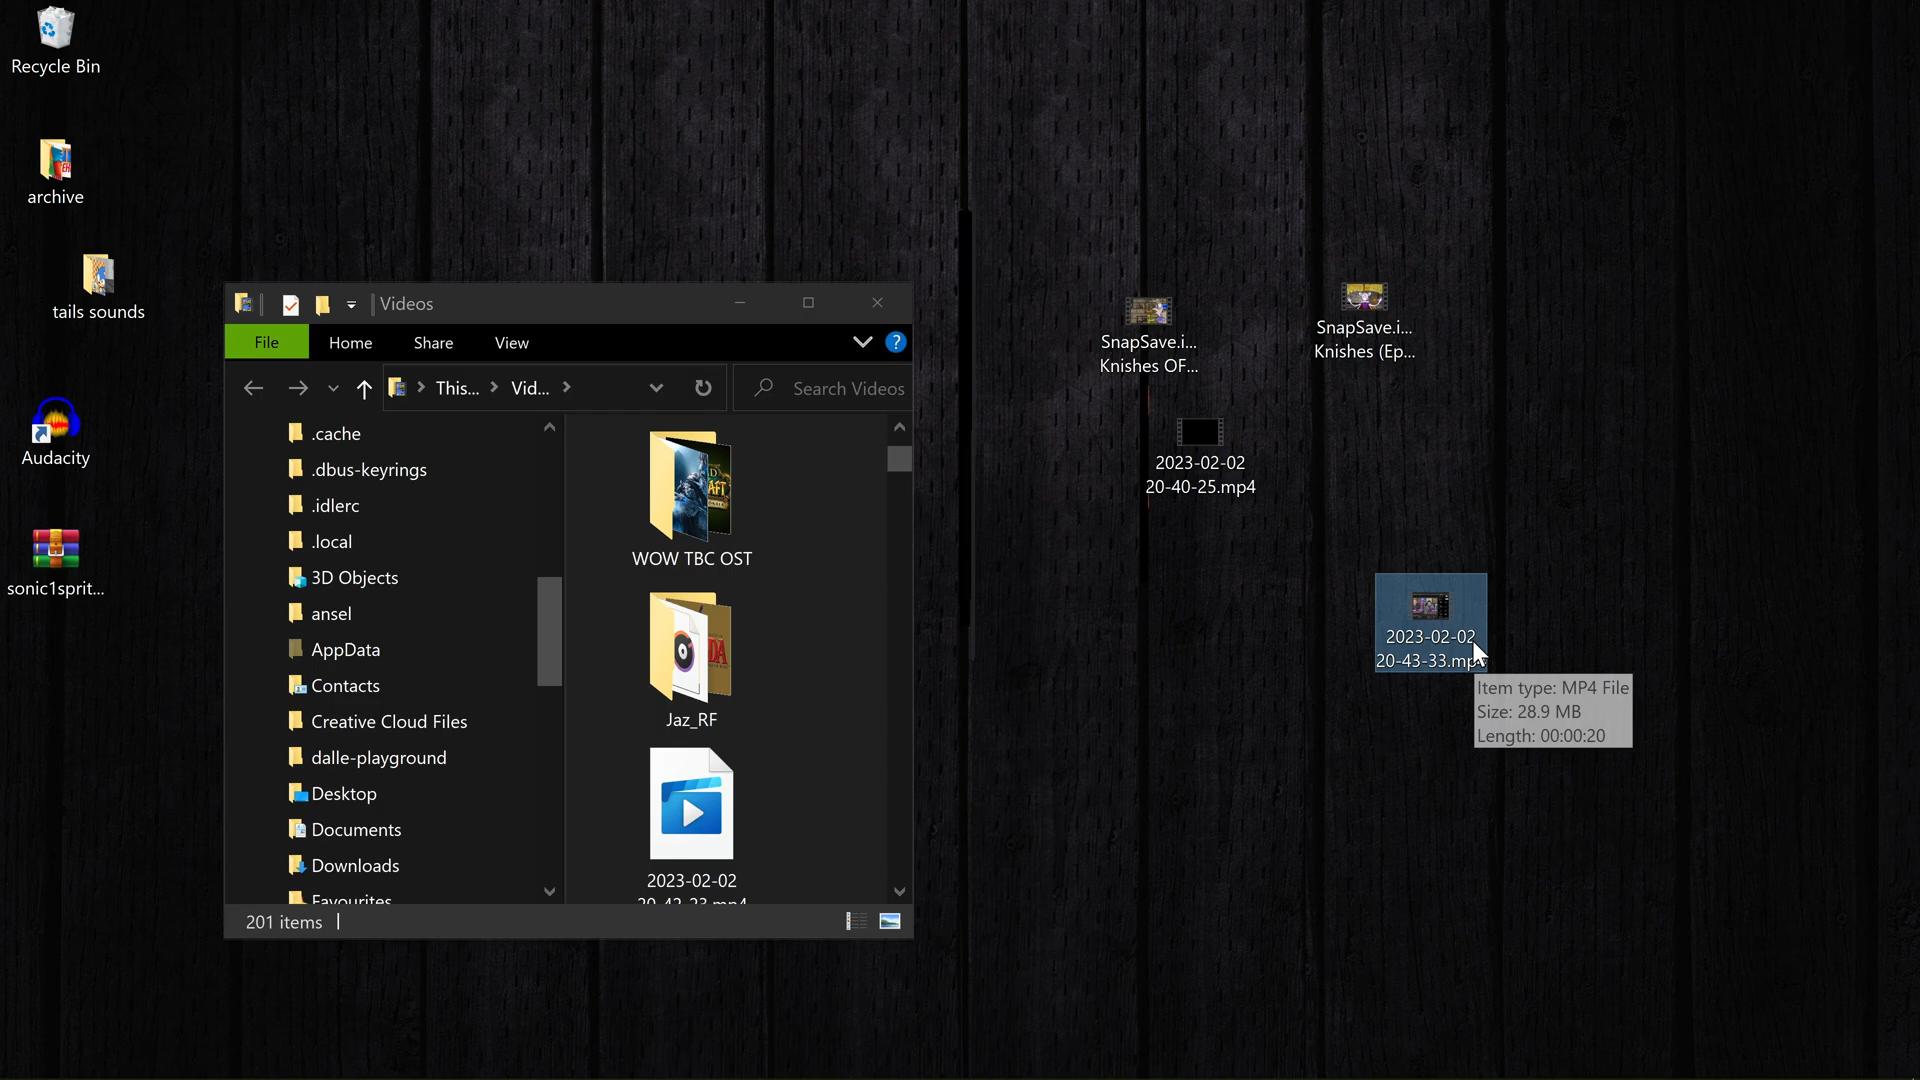 Recycle Bin
archive
tails sounds
Audacity
sonic1sprit...
Videos
File
Home
Share
View
?
This...
Vid...
Search Videos
.cache
.dbus-keyrings
.idlerc
.local
3D Objects
ansel
AppData
Contacts
Creative Cloud Files
dalle-playground
Desktop
Documents
Downloads
Favourites
WOW TBC OST
Jaz_RF
2023-02-02
20-42-23.mp4
201 items
SnapSave.i...
Knishes OF...
SnapSave.i...
Knishes (Ep...
2023-02-02
20-40-25.mp4
2023-02-02
20-43-33.mp4
Item type: MP4 File
Size: 28.9 MB
Length: 00:00:20